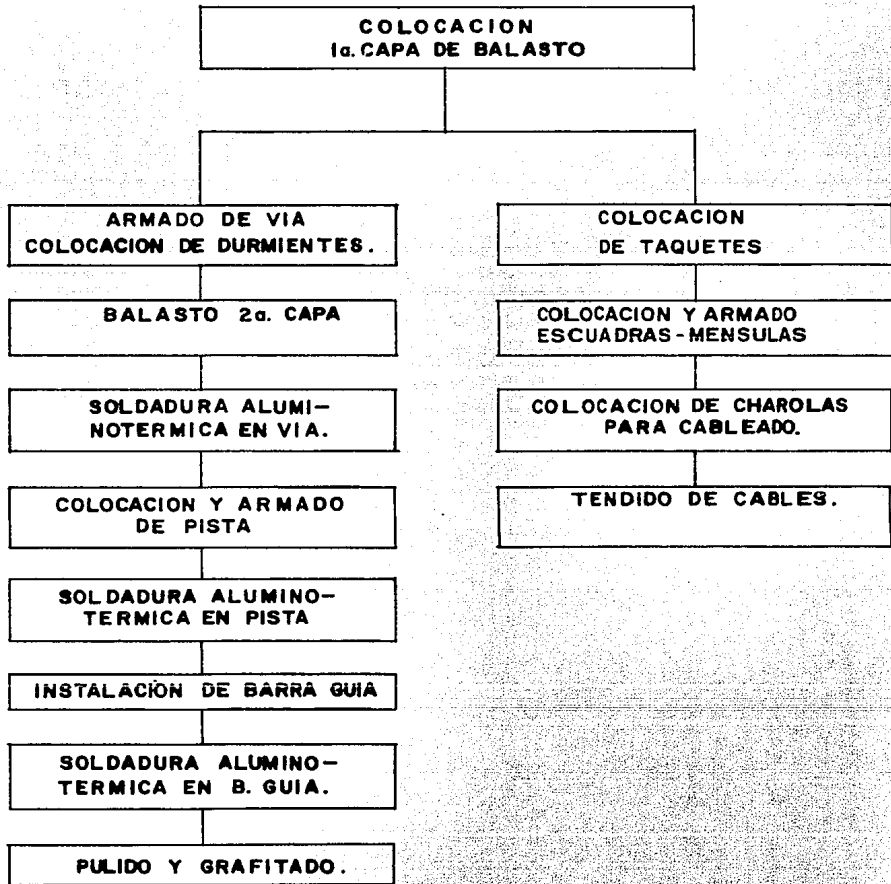 COLOCACION
1a. CAPA DE BALASTO
ARMADO DE VIA
COLOCACION DE DURMIENTES.
BALASTO 2a. CAPA
SOLDADURA ALUMI-
NOTERMICA EN VIA.
COLOCACION Y ARMADO
DE PISTA
SOLDADURA ALUMINO-
TERMICA EN PISTA
INSTALACION DE BARRA GUIA
SOLDADURA ALUMINO-
TERMICA EN B. GUIA.
PULIDO Y GRAFITADO.
COLOCACION
DE TAQUETES
COLOCACION Y ARMADO
ESCUADRAS-MENSULAS
COLOCACION DE CHAROLAS
PARA CABLEADO.
TENDIDO DE CABLES.